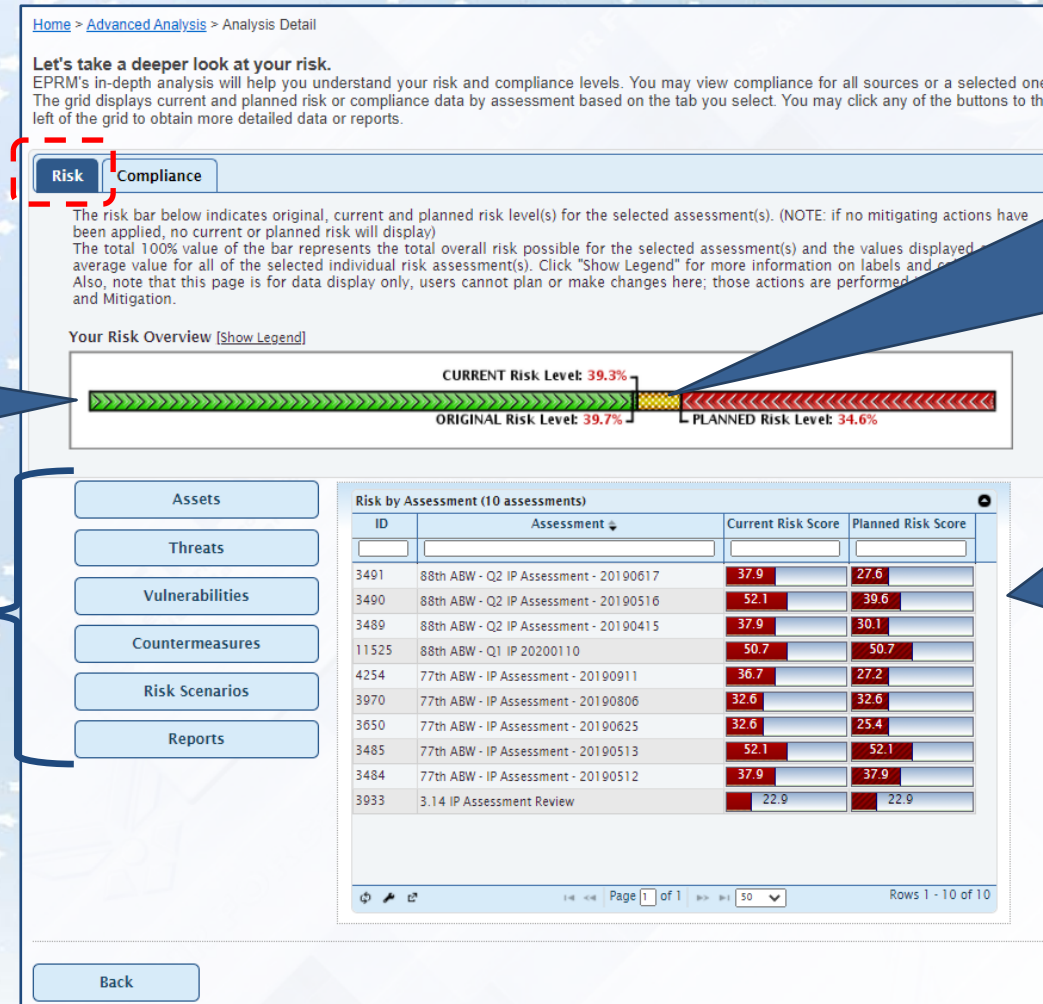 Home > Advanced Analysis > Analysis Detail
Let's take a deeper look at your risk.
EPRM's in-depth analysis will help you understand your risk and compliance levels. You may view compliance for all sources or a selected one
The grid displays current and planned risk or compliance data by assessment based on the tab you select. You may click any of the buttons to th
left of the grid to obtain more detailed data or reports.
Risk Compliance
The risk bar below indicates original, current and planned risk level(s) for the selected assessment(s). (NOTE: if no mitigating actions have
been applied, no current or planned risk will display)
The total 100% value of the bar represents the total overall risk possible for the selected assessment(s) and the values displayed
average value for all of the selected individual risk assessment(s). Click "Show Legend" for more information on labels and
Also, note that this page is for data display only, users cannot plan or make changes here; those actions are performed
and Mitigation.
Your Risk Overview [Show Legend]
CURRENT Risk Level: 39.3%
ORIGINAL Risk Level: 39.7% PLANNED Risk Level: 34.6%
Assets
Threats
Vulnerabilities
Countermeasures
Risk Scenarios
Reports
Risk by Assessment (10 assessments)
ID Assessment Current Risk Score Planned Risk Score
3491 88th ABW - Q2 IP Assessment - 20190617 37.9 27.6
3490 88th ABW - Q2 IP Assessment - 20190516 52.1 39.6
3489 88th ABW - Q2 IP Assessment - 20190415 37.9 30.1
11525 88th ABW - Q1 IP 20200110 50.7 50.7
4254 77th ABW - IP Assessment - 20190911 36.7 27.2
3970 77th ABW - IP Assessment - 20190806 32.6 32.6
3650 77th ABW - IP Assessment - 20190625 32.6 25.4
3485 77th ABW - IP Assessment - 20190513 52.1 52.1
3484 77th ABW - IP Assessment - 20190512 37.9 37.9
3933 3.14 IP Assessment Review 22.9 22.9
Page 1 of 1 50 Rows 1 - 10 of 10
Back